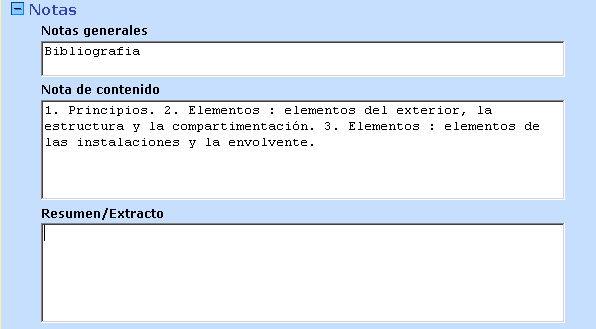 Notas
Notas generales
Bibliografia
Nota de contenido
1. Principios. 2. Elementos : elementos del exterior, la
estructura y la compartimentación. 3. Elementos : elementos de
las instalaciones y la envolvente.
Resumen/Extracto